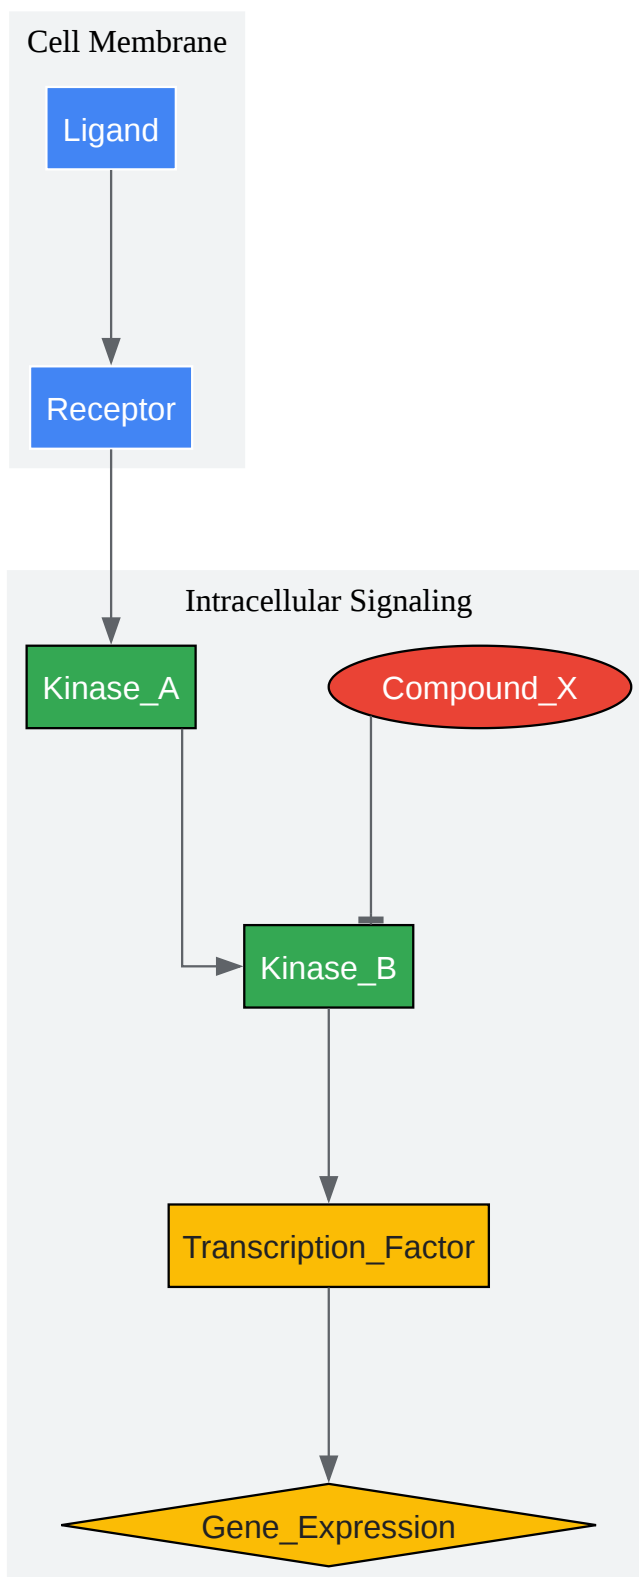 Cell Membrane
Ligand
Receptor
Intracellular Signaling
Kinase_A
Compound_X
Kinase_B
Transcription_Factor
Gene_Expression